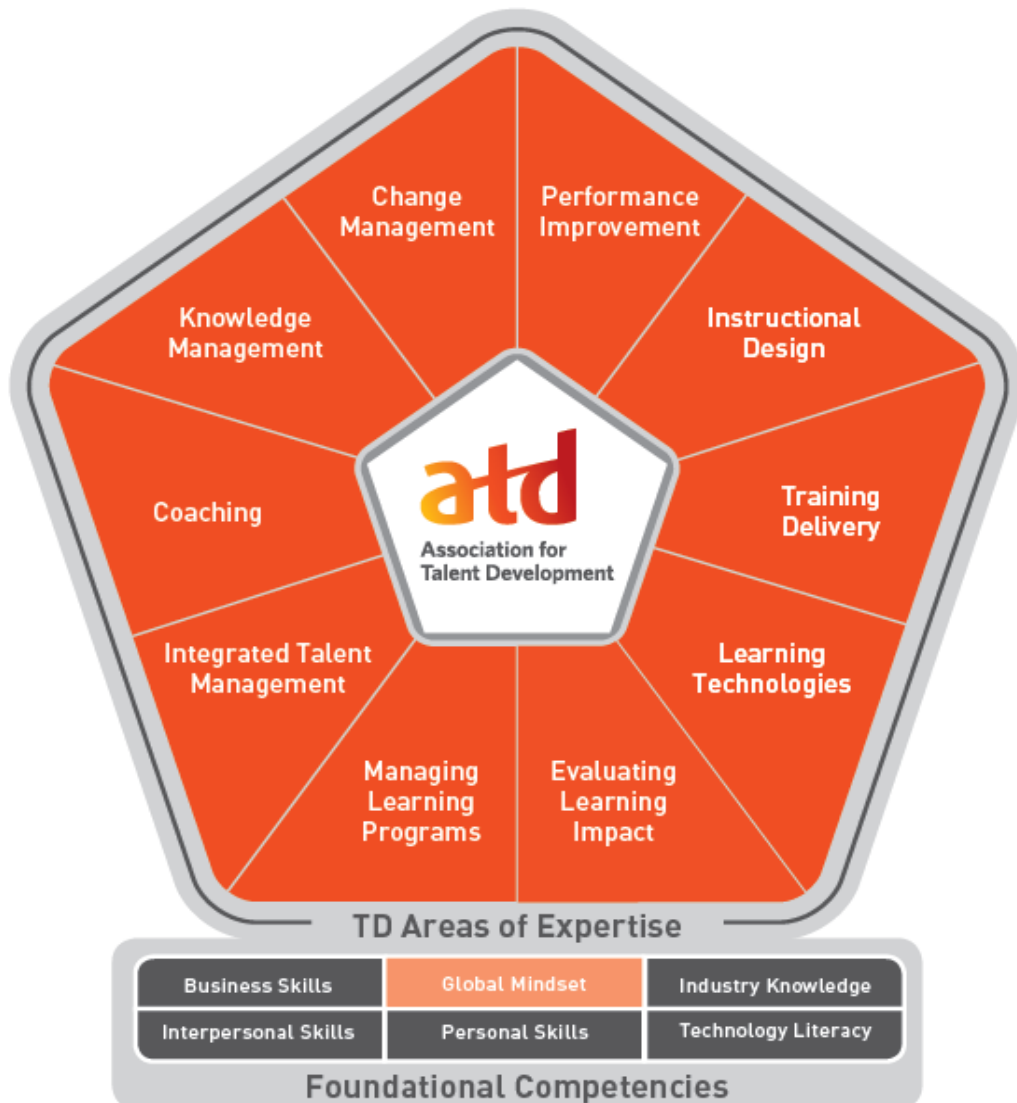 Change
Management
Performance
Improvement
Knowledge
Management
Instructional
Design
Coaching
atd
Association for
Talent Development
Training
Delivery
Integrated Talent
Management
Learning
Technologies
Managing
Learning
Programs
Evaluating
Learning
Impact
TD Areas of Expertise
Business Skills
Global Mindset
Industry Knowledge
Interpersonal Skills
Personal Skills
Technology Literacy
Foundational Competencies